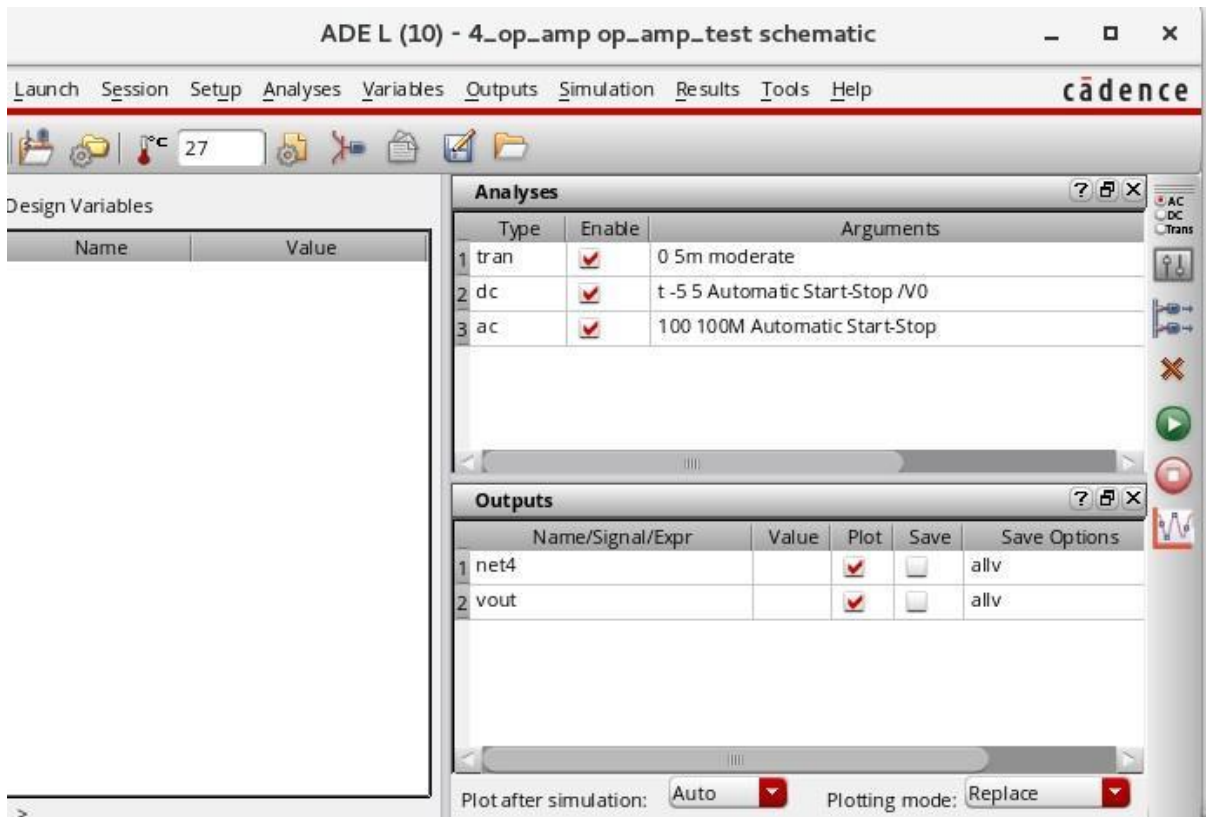 ADE L (10) - 4_op_amp op_amp_test schematic
Launch Session Setup Analyses Variables Outputs Simulation Results Tools Help cādence
°C 27
Design Variables
Name Value
Analyses
Type Enable Arguments
1 tran 0 5m moderate
2 dc t -5 5 Automatic Start-Stop /V0
3 ac 100 100M Automatic Start-Stop
AC
DC
Trans
Outputs
Name/Signal/Expr Value Plot Save Save Options
1 net4 allv
2 vout allv
Plot after simulation: Auto Plotting mode: Replace
>